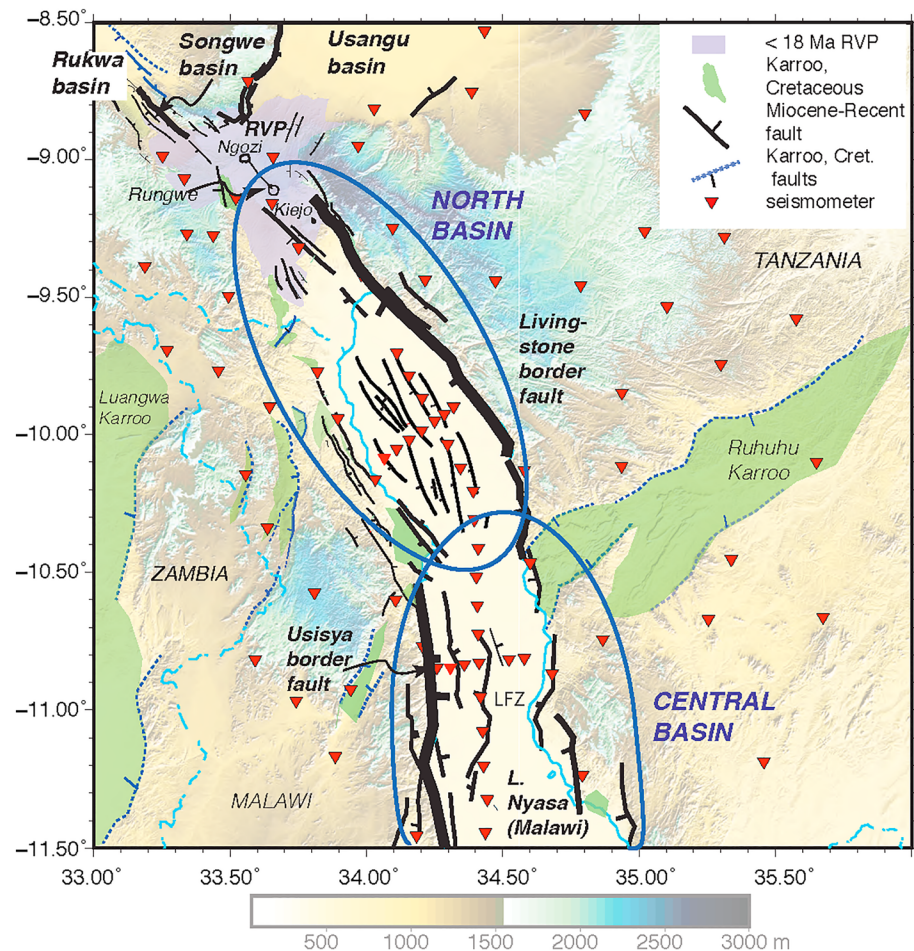 −8.50°
Songwe
basin
Usangu
basin
Rukwa
basin
< 18 Ma RVP
Karroo,
Cretaceous
Miocene-Recent
fault
Karroo, Cret.
faults
seismometer
RVP
Ngozi
−9.00°
Rungwe
Kiejo
NORTH
BASIN
TANZANIA
−9.50°
Living-
stone
border
fault
Luangwa
Karroo
−10.00°
Ruhuhu
Karroo
−10.50°
ZAMBIA
Usisya
border
fault
LFZ
−11.00°
CENTRAL
BASIN
L.
Nyasa
(Malawi)
MALAWI
−11.50°
33.00°
33.50°
34.00°
34.50°
35.00°
35.50°
500
1000
1500
2000
2500
3000 m